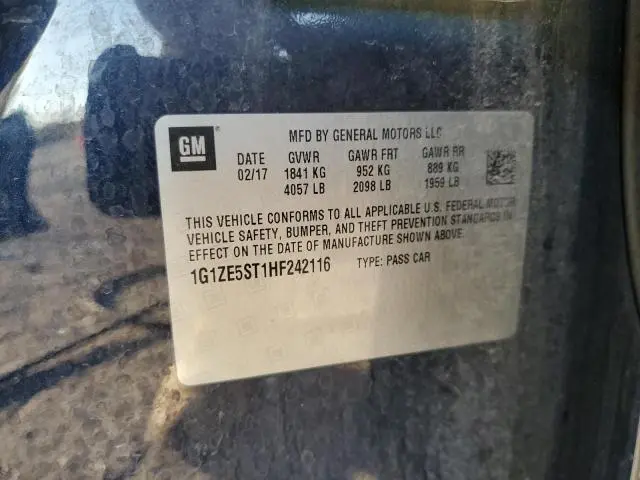 GM
MFD BY GENERAL MOTORS LLC
DATE GVWR GAWR FRT GAWR RR
02/17 1841 KG 952 KG 889 KG
4057 LB 2098 LB 1959 LB
THIS VEHICLE CONFORMS TO ALL APPLICABLE U.S. FEDERAL MOTOR
VEHICLE SAFETY, BUMPER, AND THEFT PREVENTION STANDARDS IN
EFFECT ON THE DATE OF MANUFACTURE SHOWN ABOVE.
1G1ZE5ST1HF242116 TYPE: PASS CAR